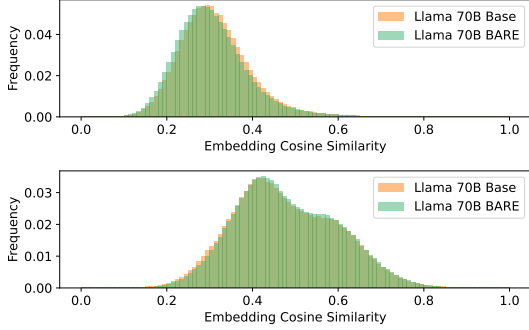 Frequency
0.04
0.02
0.00
Llama 70B Base
Llama 70B BARE
0.0 0.2 0.4 0.6 0.8 1.0
Embedding Cosine Similarity
Frequency
0.03
0.02
0.01
0.00
Llama 70B Base
Llama 70B BARE
0.0 0.2 0.4 0.6 0.8 1.0
Embedding Cosine Similarity